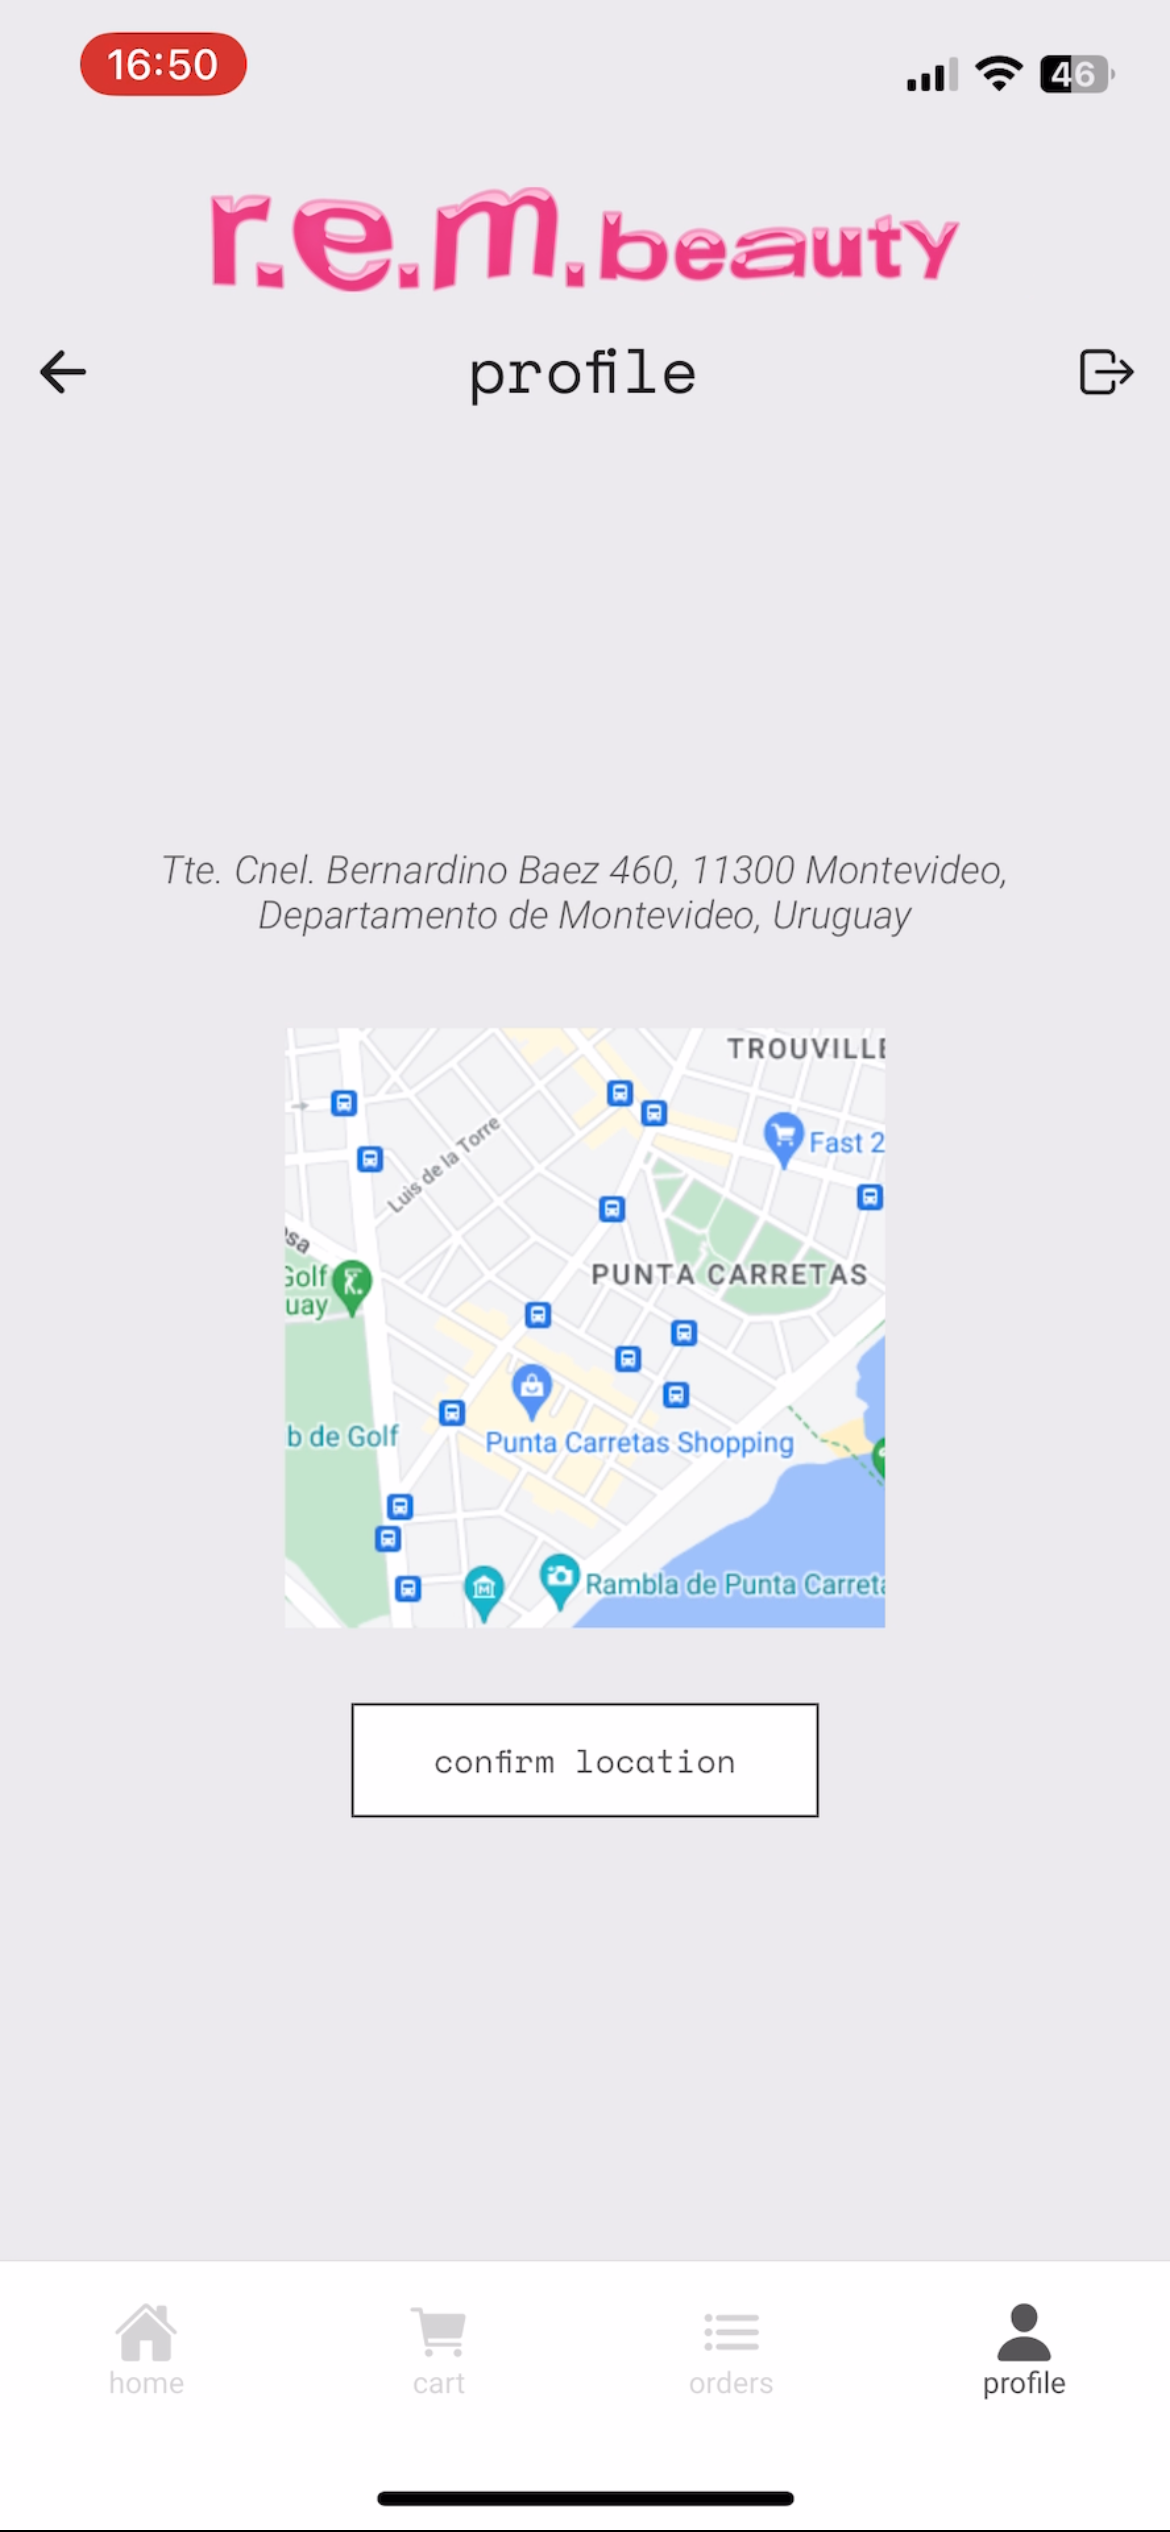 16:50
46
r.e.m.beauty
profile
Tte. Cnel. Bernardino Baez 460, 11300 Montevideo,
Departamento de Montevideo, Uruguay
TROUVILLE
Fast 2
Luis de la Torre
osa
PUNTA CARRETAS
Golf
uay
b de Golf
Punta Carretas Shopping
Rambla de Punta Carreta
confirm location
home
cart
orders
profile